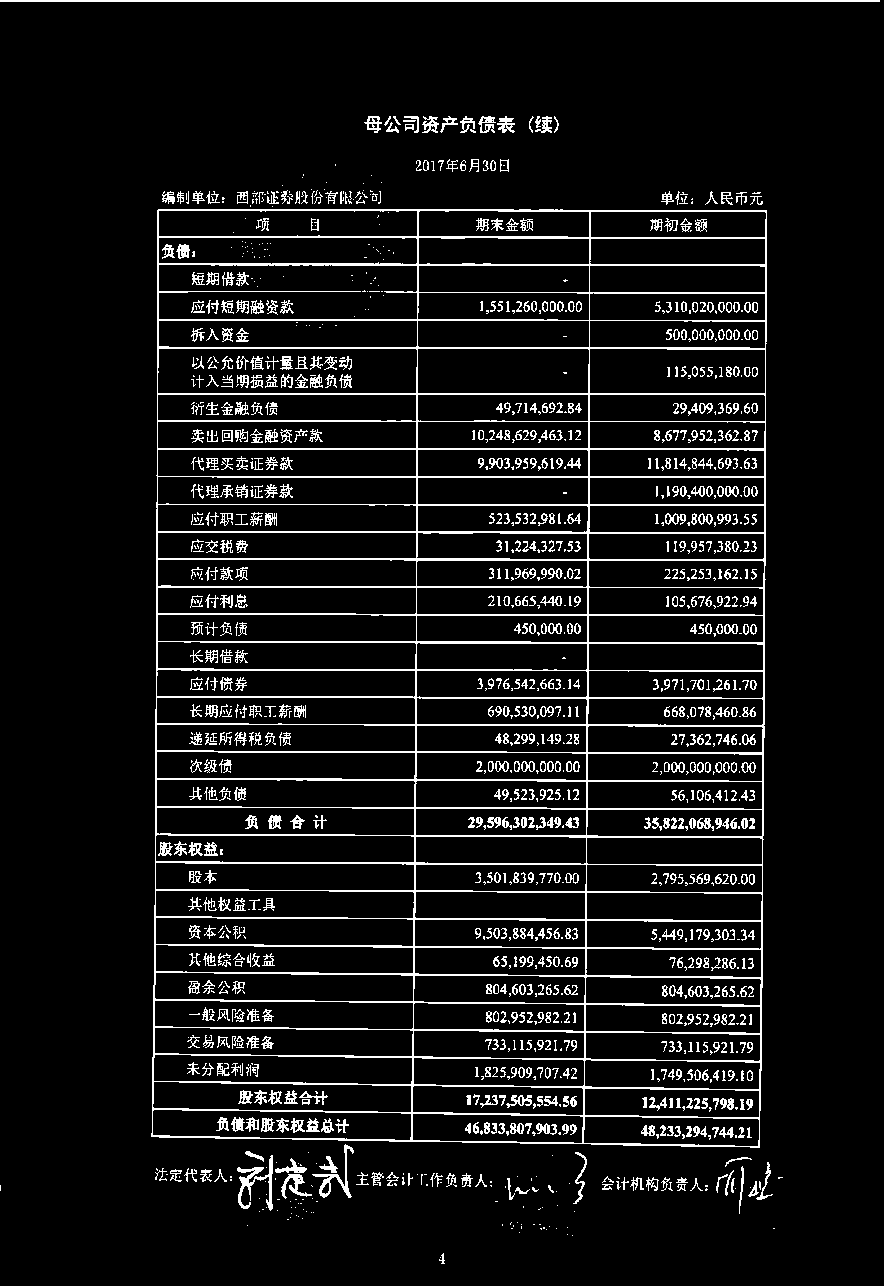 母公司资产负债表（续）
2017年6月30日
编制单位：西部证券股份有限公司 单位：人民币元
项 目 期末金额 期初金额
负债：
短期借款 -
应付短期融资款 1,551,260,000.00 5,310,020,000.00
拆入资金 - 500,000,000.00
以公允价值计量且其变动
计入当期损益的金融负债 - 115,055,180.00
衍生金融负债 49,714,692.84 29,409,369.60
卖出回购金融资产款 10,248,629,463.12 8,677,952,362.87
代理买卖证券款 9,903,959,619.44 11,814,844,693.63
代理承销证券款 - 1,190,400,000.00
应付职工薪酬 523,532,981.64 1,009,800,993.55
应交税费 31,224,327.53 119,957,380.23
应付款项 311,969,990.02 225,253,162.15
应付利息 210,665,440.19 105,676,922.94
预计负债 450,000.00 450,000.00
长期借款 -
应付债券 3,976,542,663.14 3,971,701,261.70
长期应付职工薪酬 690,530,097.11 668,078,460.86
递延所得税负债 48,299,149.28 27,362,746.06
次级债 2,000,000,000.00 2,000,000,000.00
其他负债 49,523,925.12 56,106,412.43
负 债 合 计 29,596,302,349.43 35,822,068,946.02
股东权益：
股本 3,501,839,770.00 2,795,569,620.00
其他权益工具
资本公积 9,503,884,456.83 5,449,179,303.34
其他综合收益 65,199,450.69 76,298,286.13
盈余公积 804,603,265.62 804,603,265.62
一般风险准备 802,952,982.21 802,952,982.21
交易风险准备 733,115,921.79 733,115,921.79
未分配利润 1,825,909,707.42 1,749,506,419.10
股东权益合计 17,237,505,554.56 12,411,225,798.19
负债和股东权益总计 46,833,807,903.99 48,233,294,744.21
法定代表人： 主管会计工作负责人： 会计机构负责人：
4